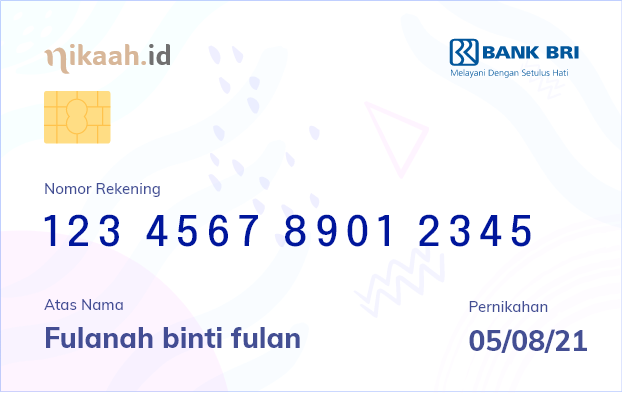 nikaah.id
BANK BRI
Melayani Dengan Setulus Hati
Nomor Rekening
123 4567 8901 2345
Atas Nama
Fulanah binti fulan
Pernikahan
05/08/21